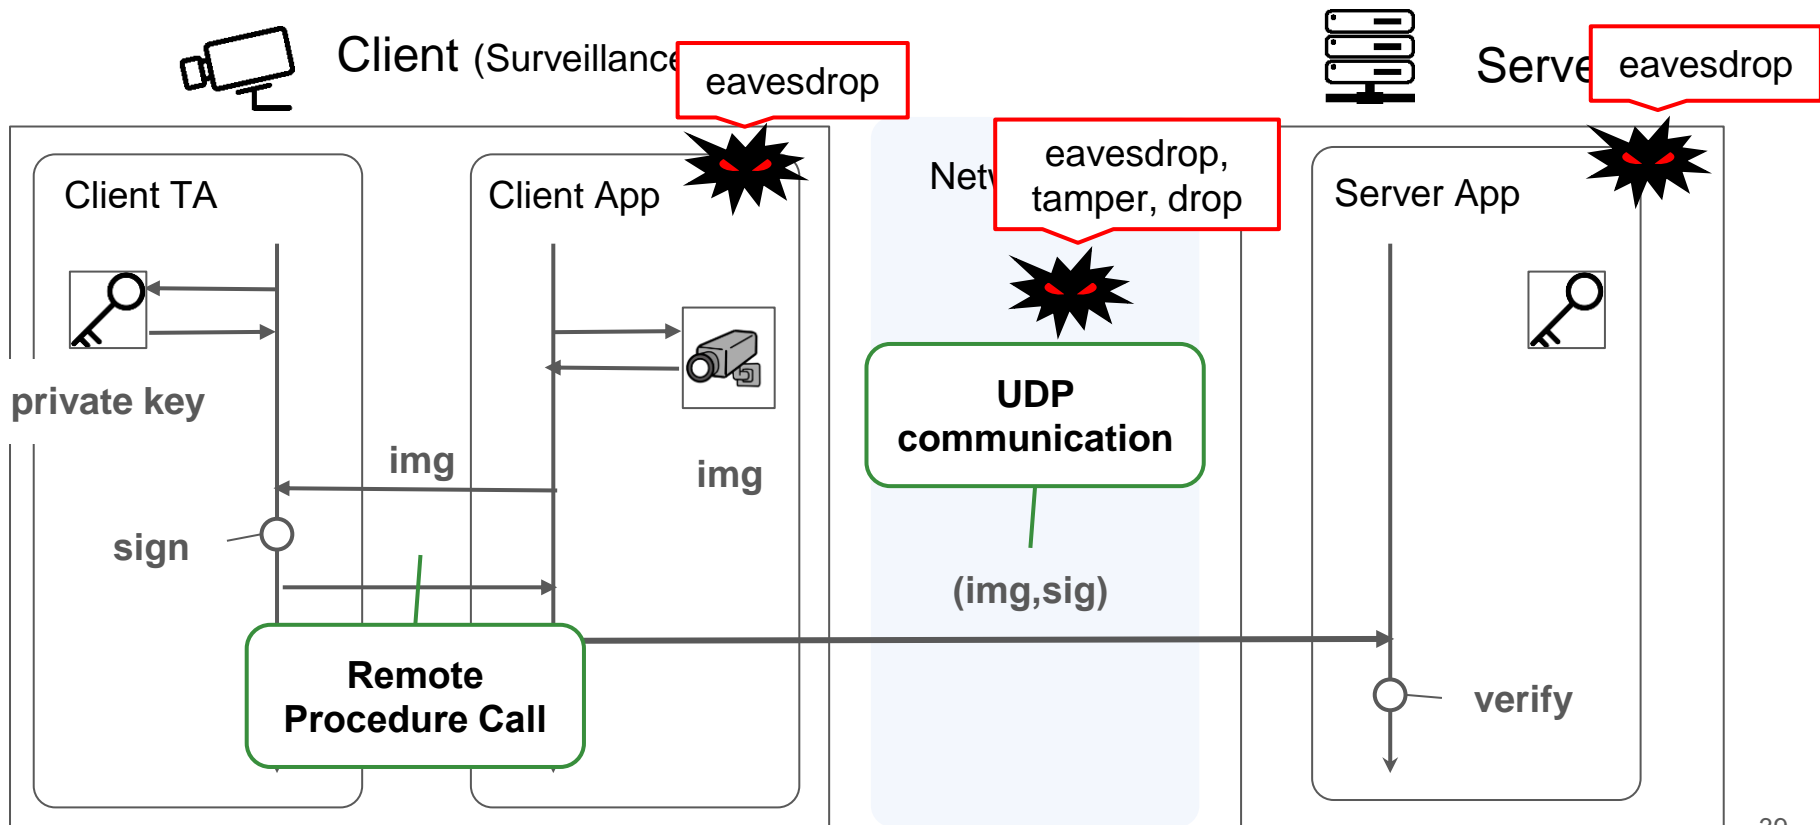 Client (Surveillance
eavesdrop
Serve
eavesdrop
Client TA
Client App
Net
eavesdrop,
tamper, drop
Server App
private key
img
img
UDP
communication
sign
(img,sig)
Remote
Procedure Call
verify